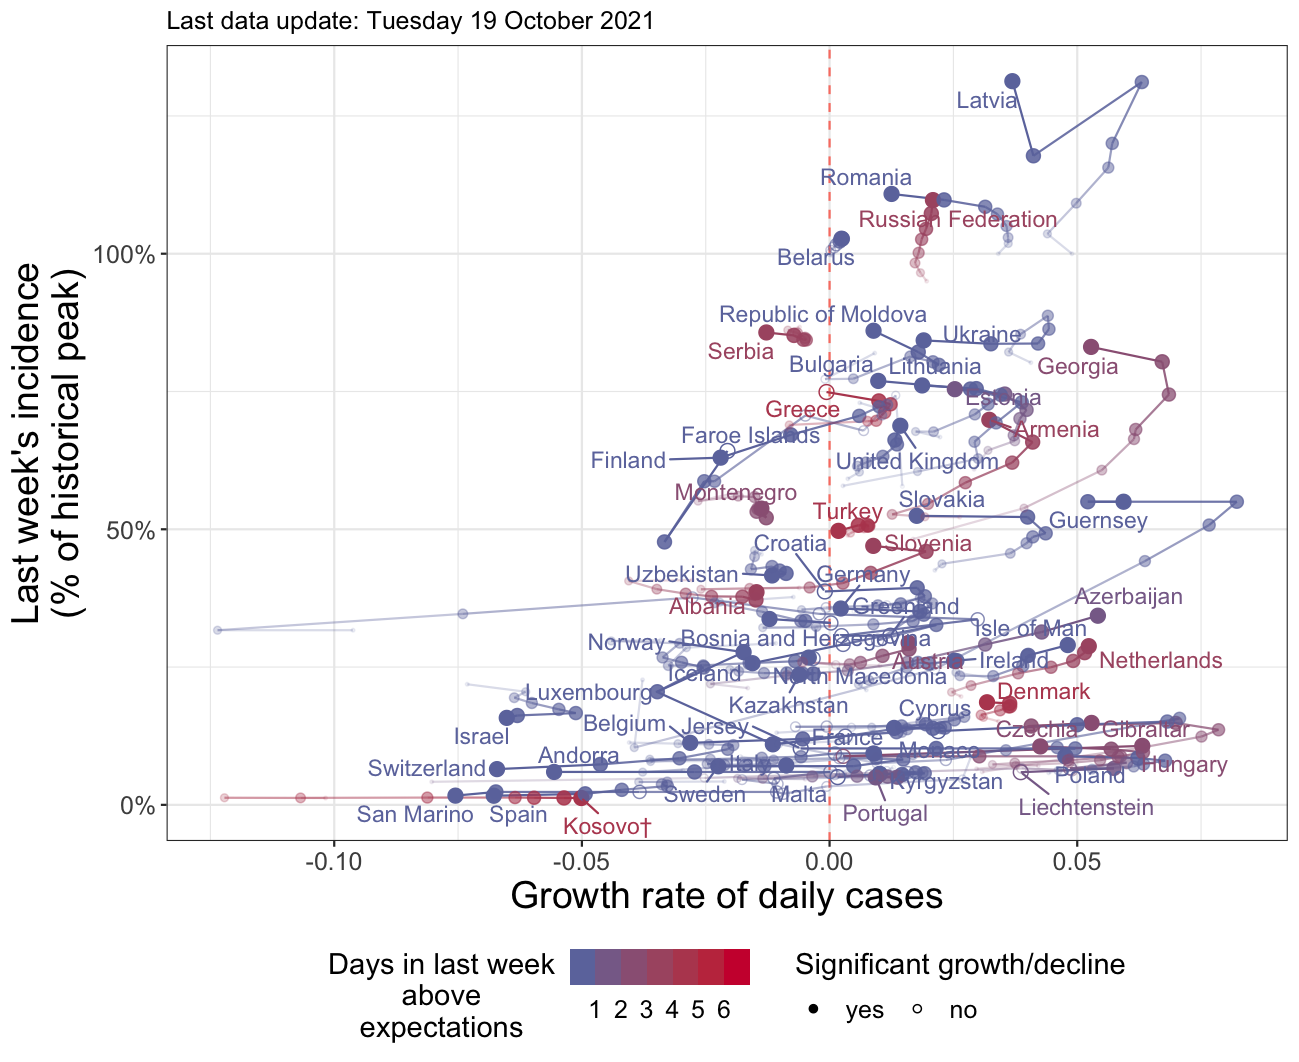 Last data update: Tuesday 19 October 2021
Last week's incidence
(% of historical peak)
100%
50%
0%
Latvia
Romania
Russian Federation
Belarus
Republic of Moldova
Ukraine
Serbia
Bulgaria
Lithuania
Georgia
Estonia
Greece
Armenia
Faroe Islands
Finland
United Kingdom
Montenegro
Slovakia
Turkey
Guernsey
Croatia
Slovenia
Uzbekistan
Germany
Albania
Greenland
Azerbaijan
Norway
Bosnia and Herzegovina
Isle of Man
Iceland
Austria
Ireland
Netherlands
North Macedonia
Luxembourg
Kazakhstan
Denmark
Belgium
Jersey
Cyprus
Israel
France
Czechia
Gibraltar
Andorra
Monaco
Switzerland
Italy
Hungary
Poland
Kyrgyzstan
Sweden
Malta
San Marino
Spain
Portugal
Liechtenstein
Kosovo†
-0.10
-0.05
0.00
0.05
Growth rate of daily cases
Days in last week
above
expectations
1 2 3 4 5 6
Significant growth/decline
yes
no